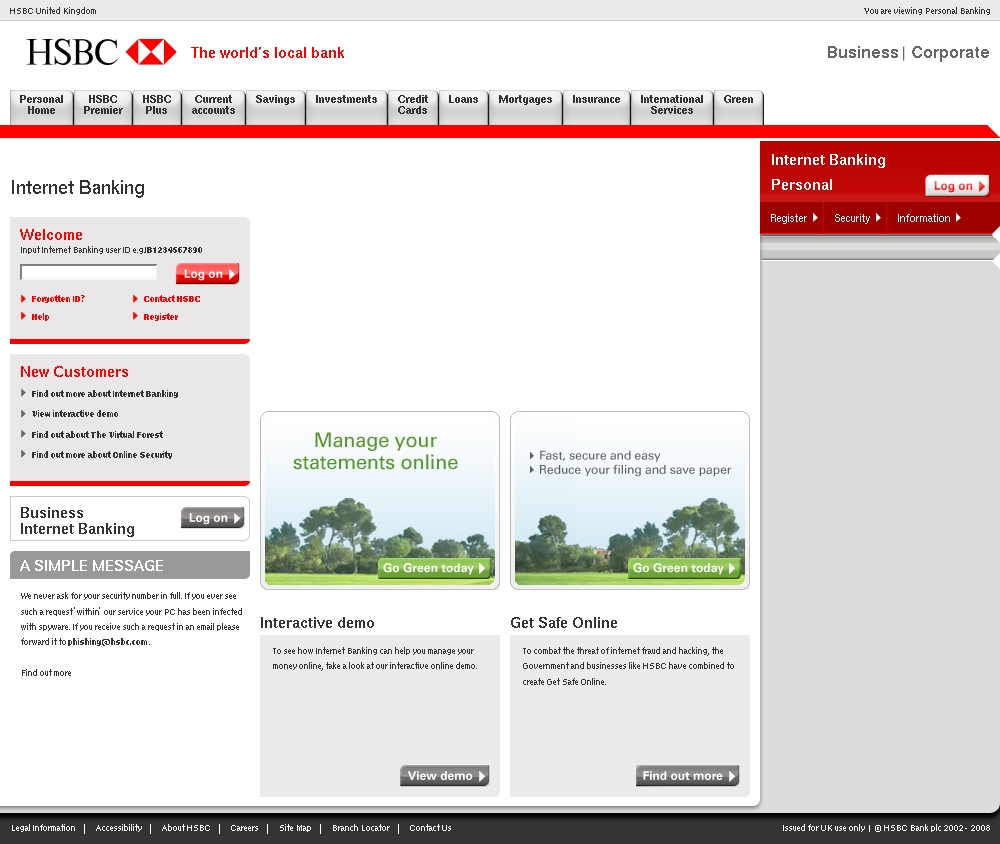 HSBC United Kingdom
You are viewing Personal Banking
HSBC The world's local bank
Business | Corporate
Personal Home
HSBC Premier
HSBC Plus
Current accounts
Savings
Investments
Credit Cards
Loans
Mortgages
Insurance
International Services
Green
Internet Banking
Personal
Log on
Register
Security
Information
Internet Banking
Welcome
Input Internet Banking user ID e.g.IB1234567890
Log on
Forgotten ID?
Contact HSBC
Help
Register
New Customers
Find out more about Internet Banking
View interactive demo
Find out about The Virtual Forest
Find out more about Online Security
Business
Internet Banking
Log on
A SIMPLE MESSAGE
We never ask for your security number in full. If you ever see
such a request 'within' our service your PC has been infected
with spyware. If you receive such a request in an email please
forward it to phishing@hsbc.com.
Find out more
Manage your
statements online
Go Green today
Fast, secure and easy
Reduce your filing and save paper
Go Green today
Interactive demo
To see how Internet Banking can help you manage your
money online, take a look at our interactive online demo.
View demo
Get Safe Online
To combat the threat of internet fraud and hacking, the
Government and businesses like HSBC have combined to
create Get Safe Online.
Find out more
Legal Information | Accessibility | About HSBC | Careers | Site Map | Branch Locator | Contact Us
Issued for UK use only | © HSBC Bank plc 2002 - 2008